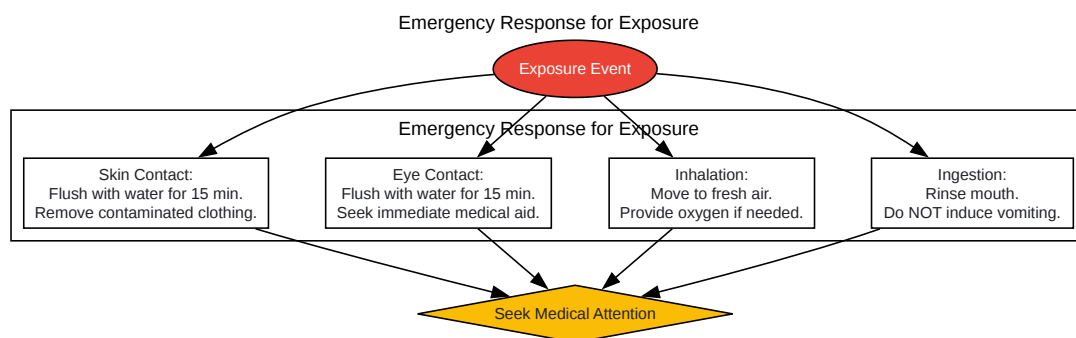 Emergency Response for Exposure
Exposure Event
Emergency Response for Exposure
Skin Contact:
Flush with water for 15 min.
Remove contaminated clothing.
Eye Contact:
Flush with water for 15 min.
Seek immediate medical aid.
Inhalation:
Move to fresh air.
Provide oxygen if needed.
Ingestion:
Rinse mouth.
Do NOT induce vomiting.
Seek Medical Attention